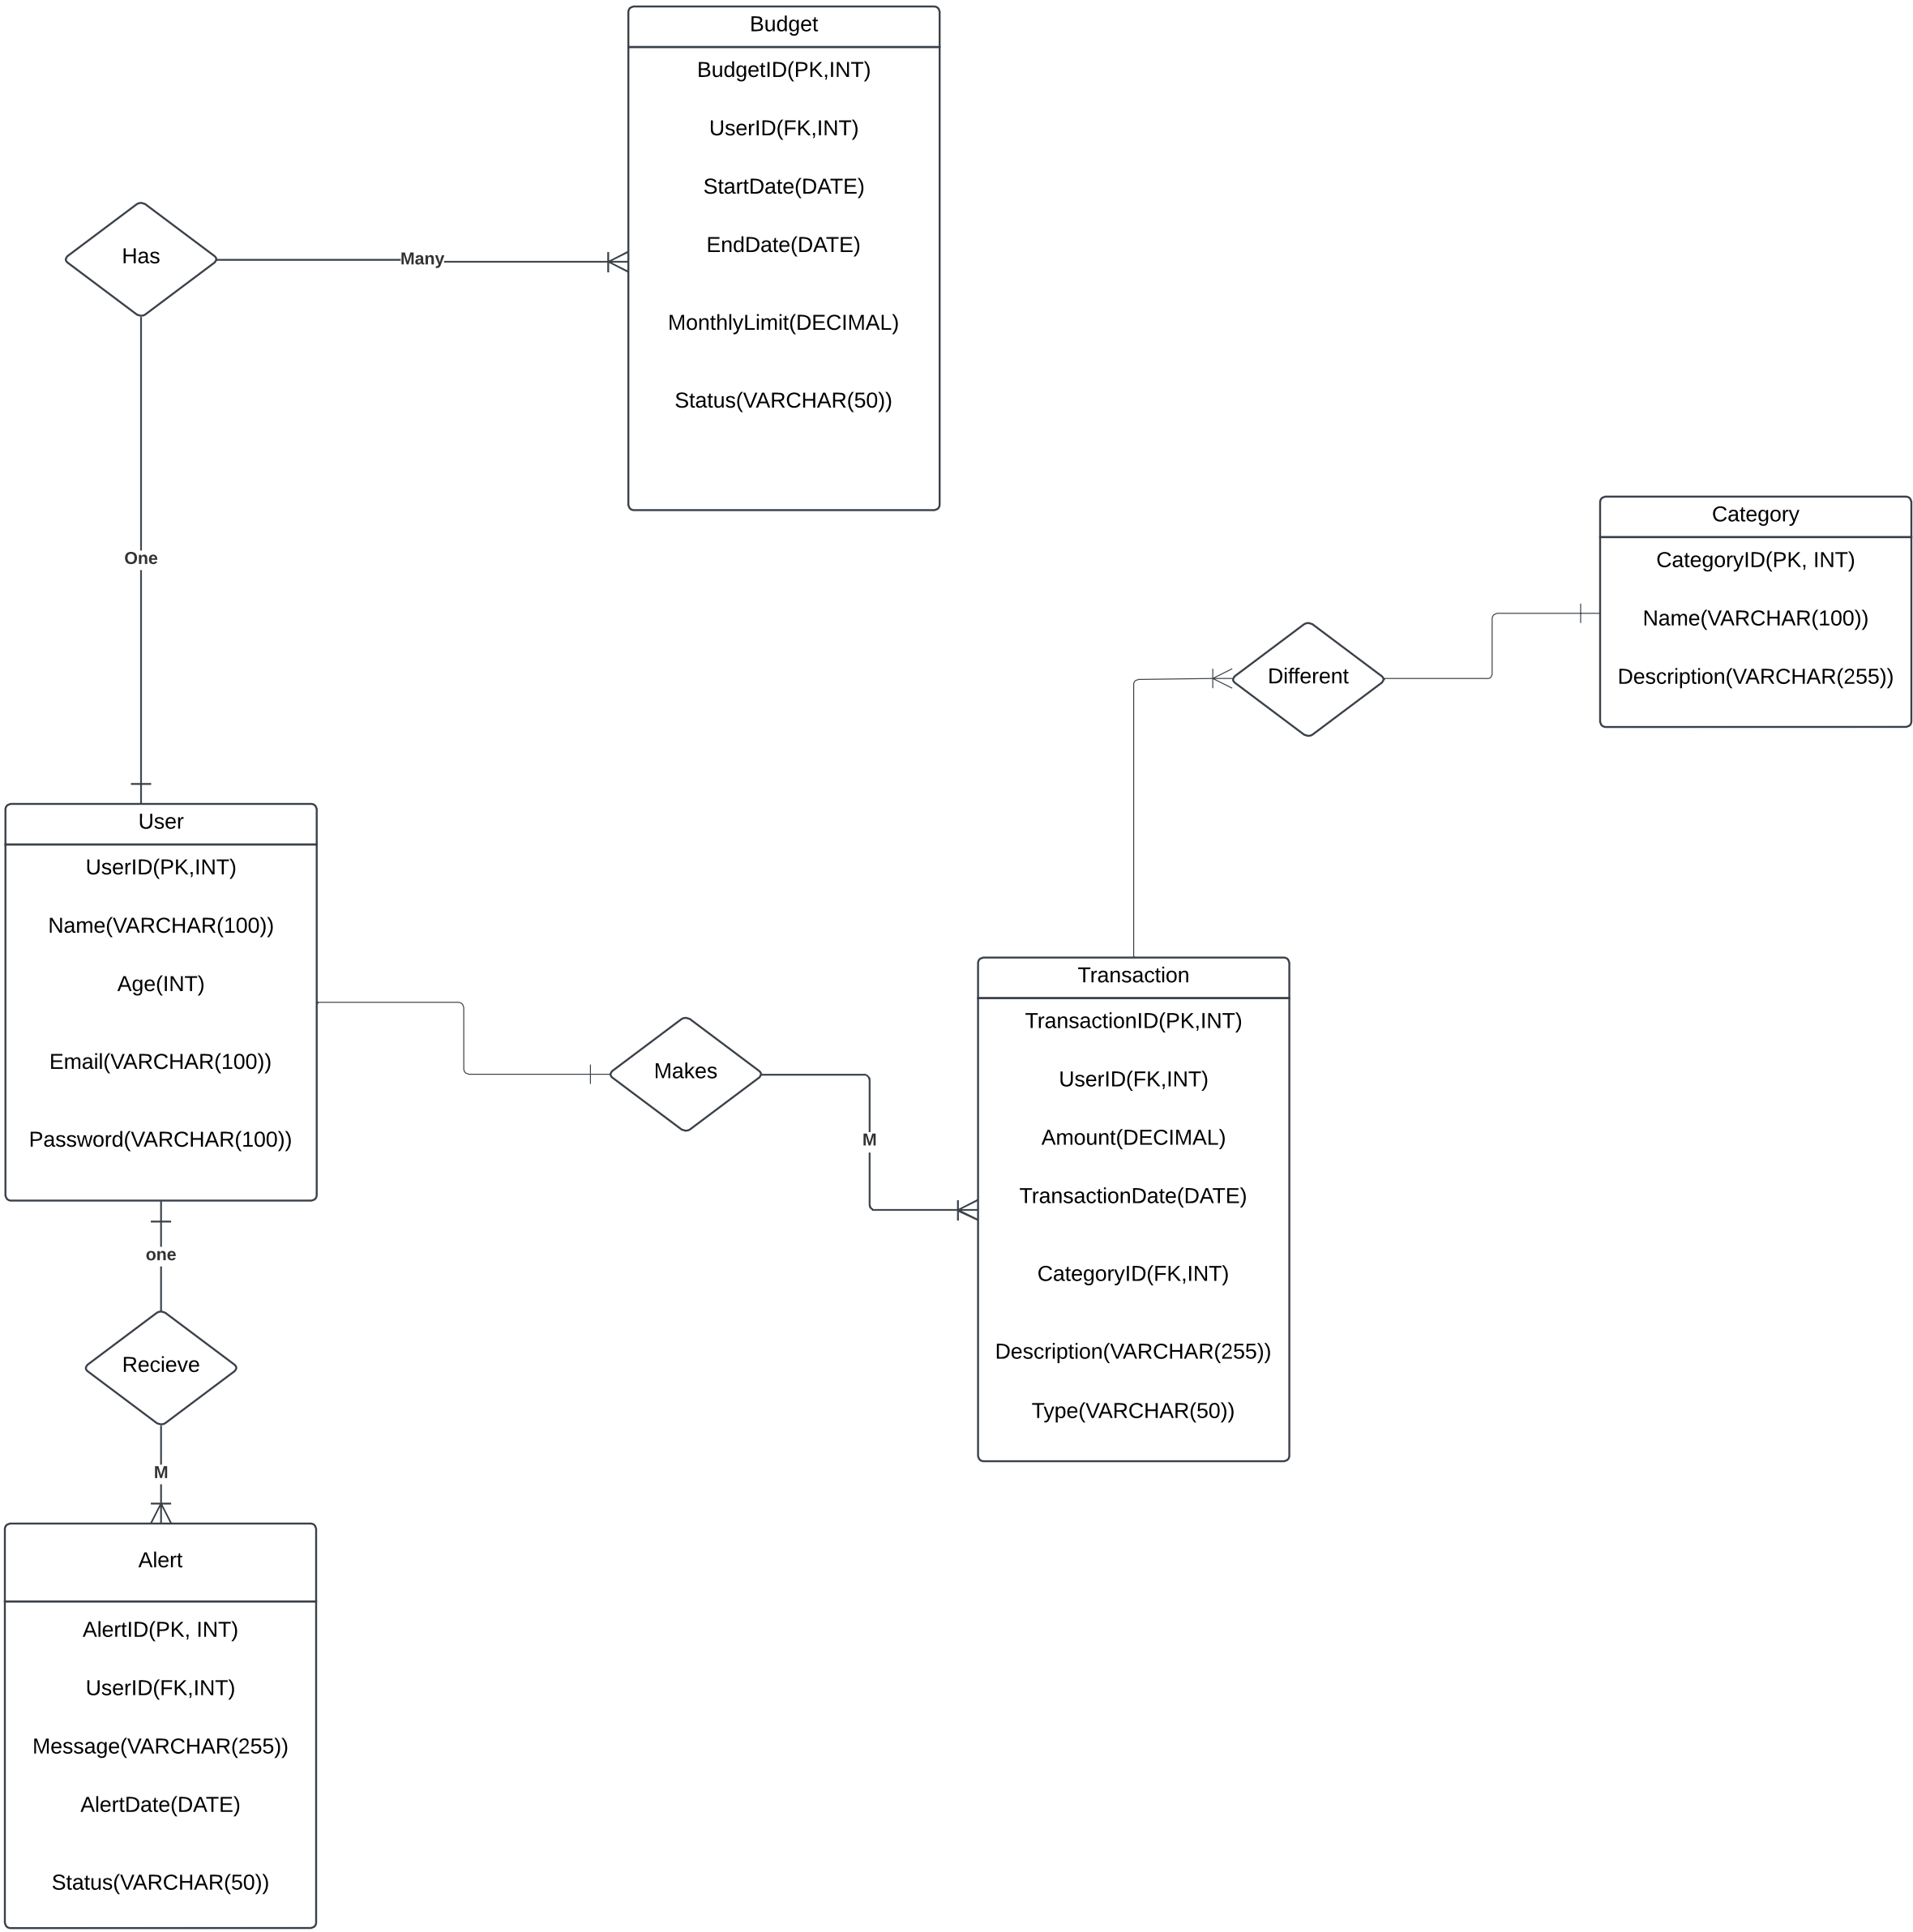 Budget
BudgetID(PK,INT)
UserID(FK,INT)
StartDate(DATE)
EndDate(DATE)
MonthlyLimit(DECIMAL)
Status(VARCHAR(50))
Has
Many
One
Category
CategoryID(PK, INT)
Name(VARCHAR(100))
Description(VARCHAR(255))
Different
User
UserID(PK,INT)
Name(VARCHAR(100))
Age(INT)
Email(VARCHAR(100))
Password(VARCHAR(100))
Makes
M
Transaction
TransactionID(PK,INT)
UserID(FK,INT)
Amount(DECIMAL)
TransactionDate(DATE)
CategoryID(FK,INT)
Description(VARCHAR(255))
Type(VARCHAR(50))
one
Recieve
M
Alert
AlertID(PK, INT)
UserID(FK,INT)
Message(VARCHAR(255))
AlertDate(DATE)
Status(VARCHAR(50))